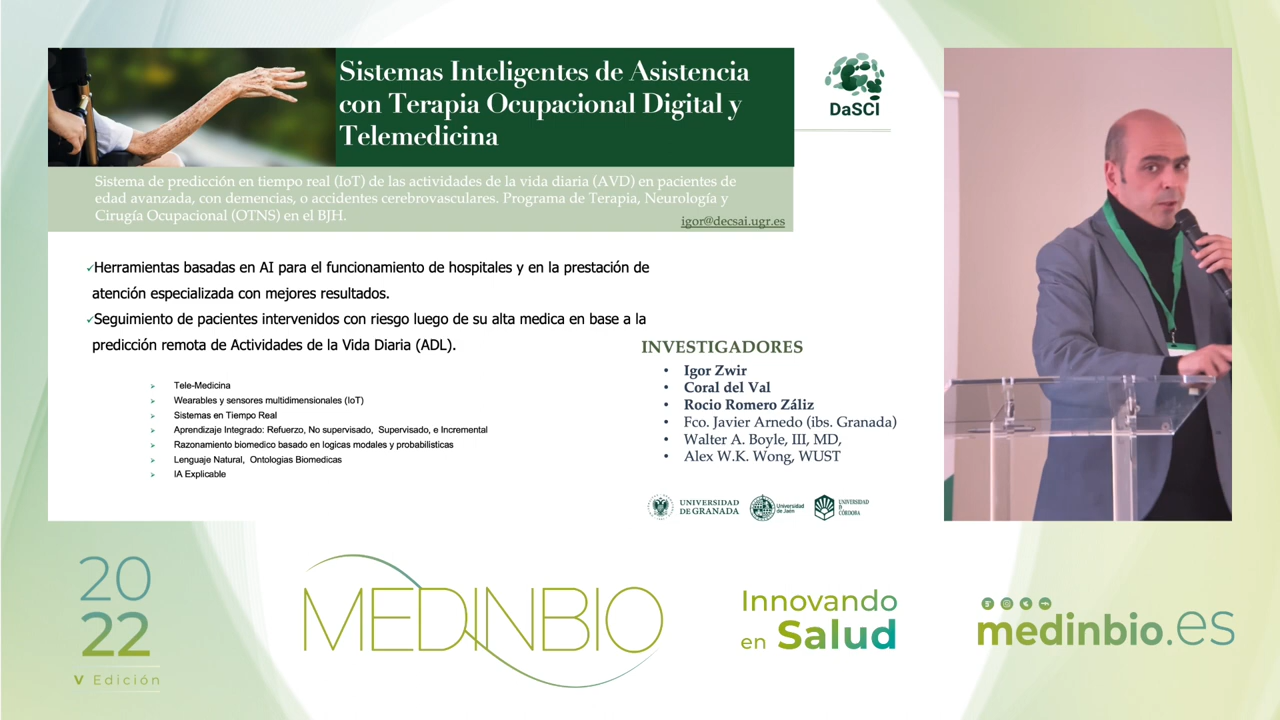 Sistemas Inteligentes de Asistencia
con Terapia Ocupacional Digital y
Telemedicina
DaSCI
Sistema de predicción en tiempo real (IoT) de las actividades de la vida diaria (AVD) en pacientes de
edad avanzada, con demencias, o accidentes cerebrovasculares. Programa de Terapia, Neurología y
Cirugía Ocupacional (OTNS) en el BJH.
igor@decsai.ugr.es
✓Herramientas basadas en AI para el funcionamiento de hospitales y en la prestación de
atención especializada con mejores resultados.
✓Seguimiento de pacientes intervenidos con riesgo luego de su alta medica en base a la
predicción remota de Actividades de la Vida Diaria (ADL).
Tele-Medicina
Wearables y sensores multidimensionales (IoT)
Sistemas en Tiempo Real
Aprendizaje Integrado: Refuerzo, No supervisado, Supervisado, e Incremental
Razonamiento biomedico basado en logicas modales y probabilisticas
Lenguaje Natural, Ontologias Biomedicas
IA Explicable
INVESTIGADORES
• Igor Zwir
• Coral del Val
• Rocio Romero Záliz
• Fco. Javier Arnedo (ibs. Granada)
• Walter A. Boyle, III, MD,
• Alex W.K. Wong, WUST
UNIVERSIDAD
DE GRANADA
Universidad
de Jaén
UNIVERSIDAD
D
CÓRDOBA
20
22
V Edición
MEDINBIO
Innovando
en Salud
medinbio.es